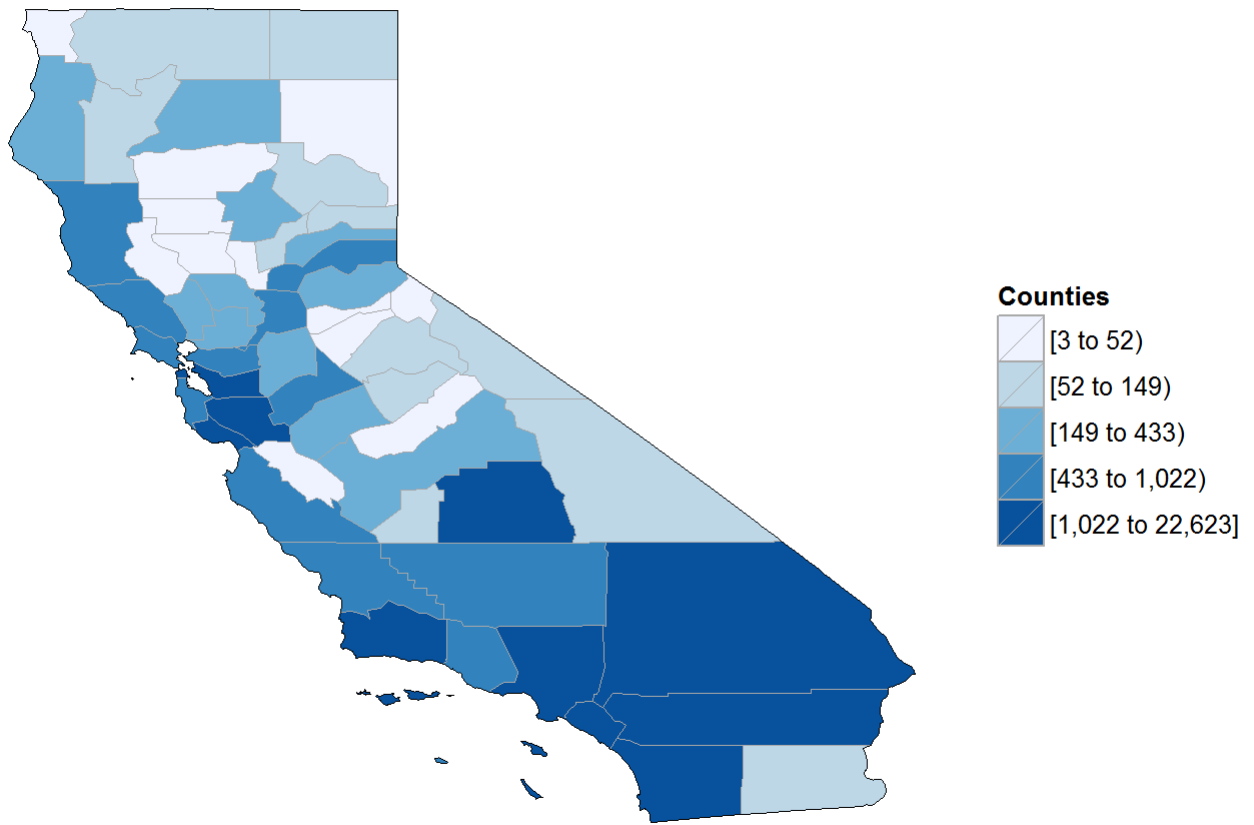 Counties
[3 to 52)
[52 to 149)
[149 to 433)
[433 to 1,022)
[1,022 to 22,623]